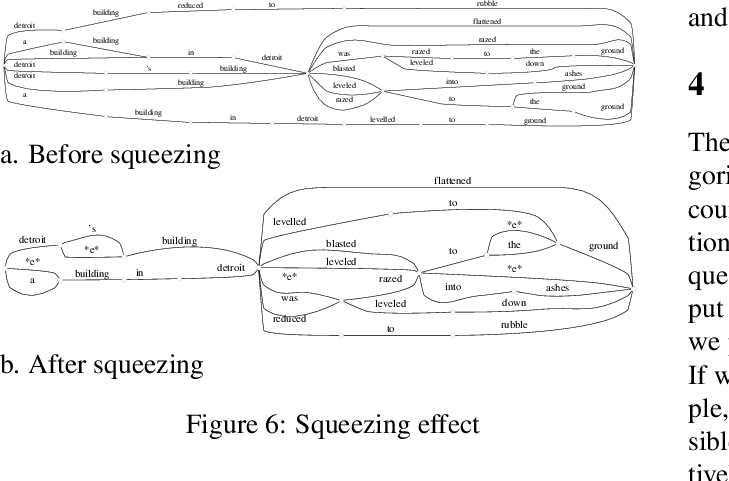 reduced to rubble
building
detroit flattened
a building razed
building in detroit was razed to the ground
detroit 's building blasted leveled down
detroit building leveled into ashes
a razed to ground
the
building in detroit levelled to ground ground
a. Before squeezing
flattened
levelled to
's *e*
detroit *e* building blasted to the ground
*e* leveled *e*
a building in detroit *e* razed into ashes
was leveled down
reduced to rubble
b. After squeezing
Figure 6: Squeezing effect
and
4
The
gori
cour
tion
que
put
we
If w
ple,
sible
tive